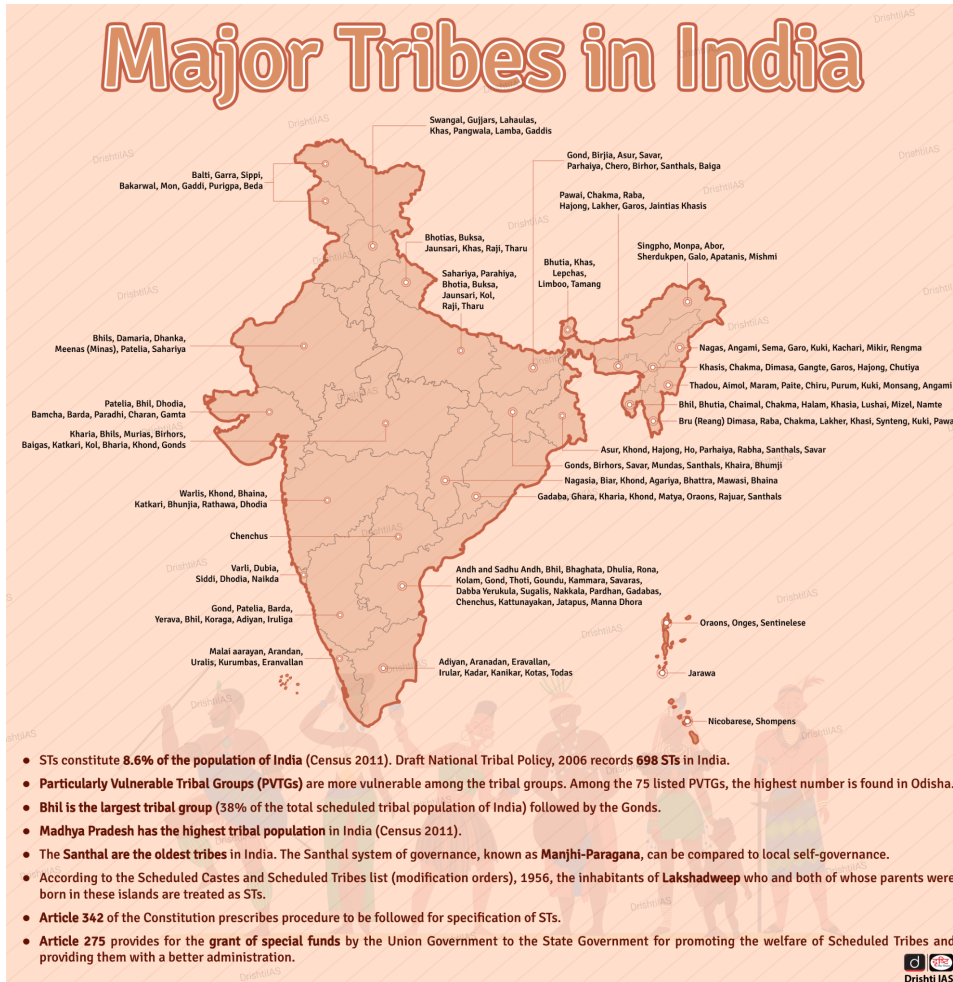 Major Tribes in India
Swangal, Gujjars, Lahaulas,
Khas, Pangwala, Lamba, Gaddis
Gond, Birjia, Asur, Savar,
Parhaiya, Chero, Birhor, Santhals, Baiga
Balti, Garra, Sippi,
Bakarwal, Mon, Gaddi, Purigpa, Beda
Pawai, Chakma, Raba,
Hajong, Lakher, Garos, Jaintias Khasis
Bhotias, Buksa,
Jaunsari, Khas, Raji, Tharu
Singpho, Monpa, Abor,
Sherdukpen, Galo, Apatanis, Mishmi
Bhutia, Khas,
Lepchas,
Limboo, Tamang
Sahariya, Parahiya,
Bhotia, Buksa,
Jaunsari, Kol,
Raji, Tharu
Bhils, Damaria, Dhanka,
Meenas (Minas), Patelia, Sahariya
Nagas, Angami, Sema, Garo, Kuki, Kachari, Mikir, Rengma
Khasis, Chakma, Dimasa, Gangte, Garos, Hajong, Chutiya
Thadou, Aimol, Maram, Paite, Chiru, Purum, Kuki, Monsang, Angami
Bhil, Bhutia, Chaimal, Chakma, Halam, Khasia, Lushai, Mizel, Namte
Bru (Reang) Dimasa, Raba, Chakma, Lakher, Khasi, Synteng, Kuki, Pawa
Patelia, Bhil, Dhodia,
Bamcha, Barda, Paradhi, Charan, Gamta
Kharia, Bhils, Murias, Birhors,
Baigas, Katkari, Kol, Bharia, Khond, Gonds
Asur, Khond, Hajong, Ho, Parhaiya, Rabha, Santhals, Savar
Gonds, Birhors, Savar, Mundas, Santhals, Khaira, Bhumji
Nagasia, Biar, Khond, Agariya, Bhattra, Mawasi, Bhaina
Gadaba, Ghara, Kharia, Khond, Matya, Oraons, Rajuar, Santhals
Warlis, Khond, Bhaina,
Katkari, Bhunjia, Rathawa, Dhodia
Chenchus
Varli, Dubia,
Siddi, Dhodia, Naikda
Andh and Sadhu Andh, Bhil, Bhaghata, Dhulia, Rona,
Kolam, Gond, Thoti, Goundu, Kammara, Savaras,
Dabba Yerukula, Sugalis, Nakkala, Pardhan, Gadabas,
Chenchus, Kattunayakan, Jatapus, Manna Dhora
Gond, Patelia, Barda,
Yerava, Bhil, Koraga, Adiyan, Iruliga
Oraons, Onges, Sentinelese
Malai aarayan, Arandan,
Uralis, Kurumbas, Eranvallan
Adiyan, Aranadan, Eravallan,
Irular, Kadar, Kanikar, Kotas, Todas
Jarawa
Nicobarese, Shompens
• STs constitute 8.6% of the population of India (Census 2011). Draft National Tribal Policy, 2006 records 698 STs in India.
• Particularly Vulnerable Tribal Groups (PVTGs) are more vulnerable among the tribal groups. Among the 75 listed PVTGs, the highest number is found in Odisha.
• Bhil is the largest tribal group (38% of the total scheduled tribal population of India) followed by the Gonds.
• Madhya Pradesh has the highest tribal population in India (Census 2011).
• The Santhal are the oldest tribes in India. The Santhal system of governance, known as Manjhi-Paragana, can be compared to local self-governance.
• According to the Scheduled Castes and Scheduled Tribes list (modification orders), 1956, the inhabitants of Lakshadweep who and both of whose parents were
born in these islands are treated as STs.
• Article 342 of the Constitution prescribes procedure to be followed for specification of STs.
• Article 275 provides for the grant of special funds by the Union Government to the State Government for promoting the welfare of Scheduled Tribes and
providing them with a better administration.
d दृष्टि
Drishti IAS